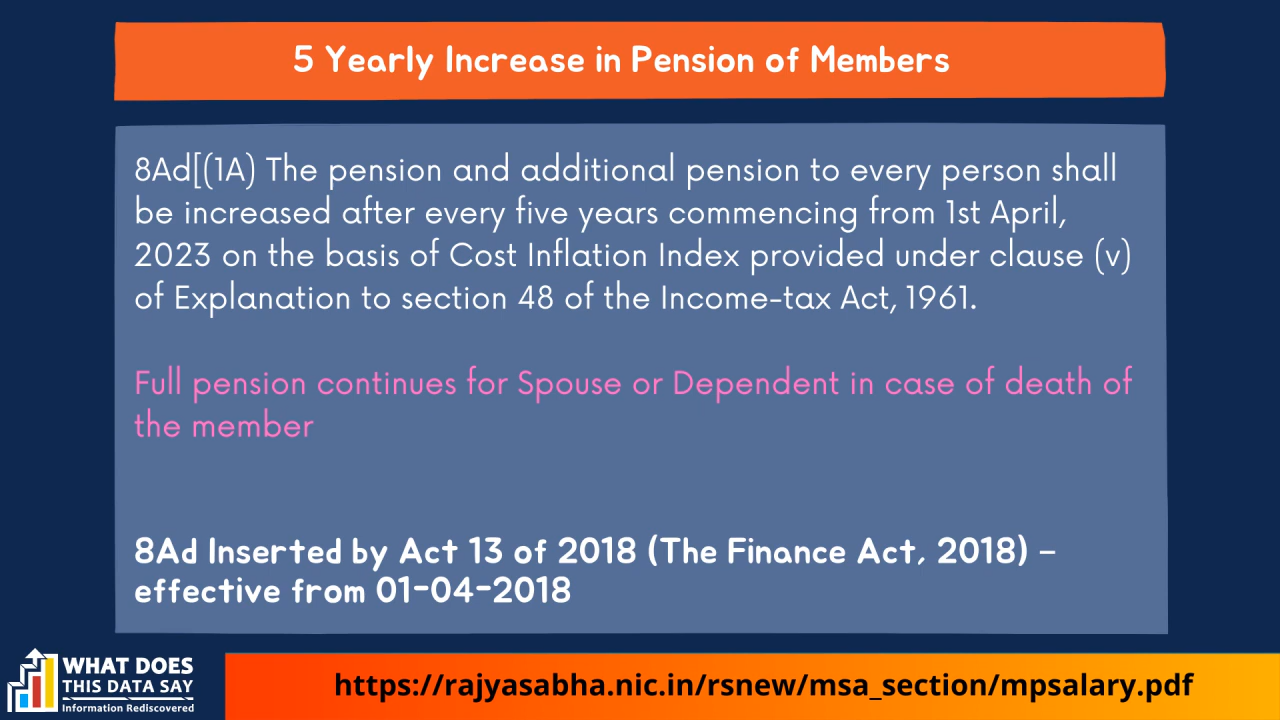 5 Yearly Increase in Pension of Members
8Ad[(1A) The pension and additional pension to every person shall
be increased after every five years commencing from 1st April,
2023 on the basis of Cost Inflation Index provided under clause (v)
of Explanation to section 48 of the Income-tax Act, 1961.
Full pension continues for Spouse or Dependent in case of death of
the member
8Ad Inserted by Act 13 of 2018 (The Finance Act, 2018) –
effective from 01-04-2018
WHAT DOES
THIS DATA SAY
Information Rediscovered
https://rajyasabha.nic.in/rsnew/msa_section/mpsalary.pdf